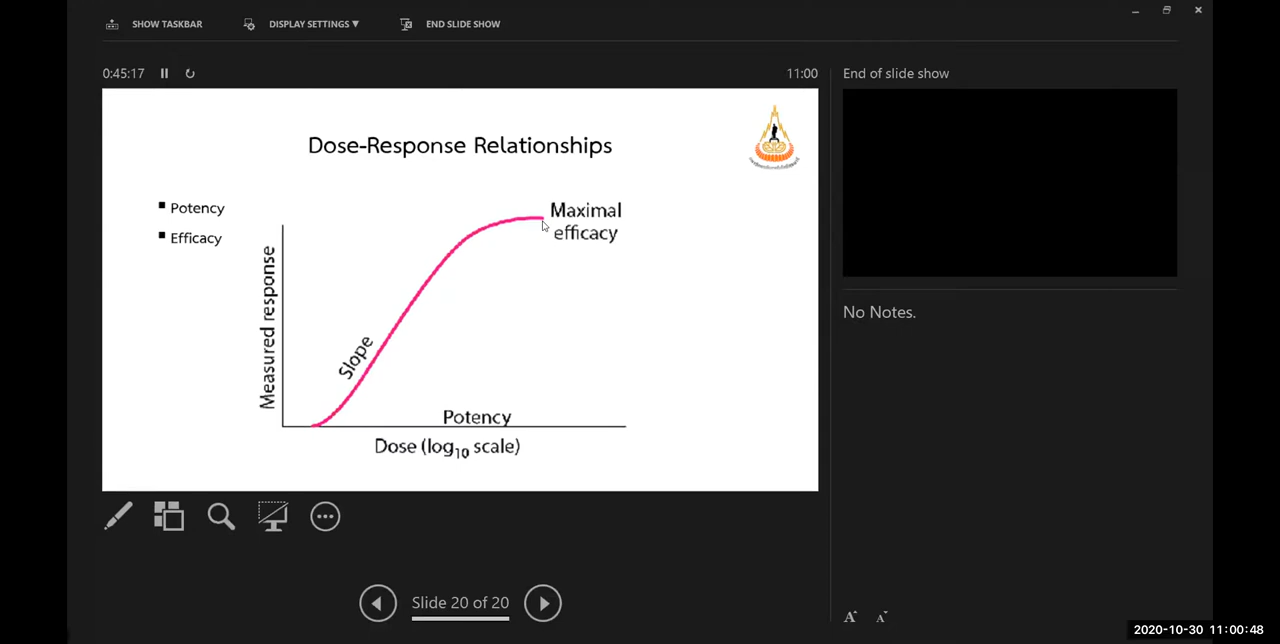 SHOW TASKBAR
DISPLAY SETTINGS ▼
END SLIDE SHOW
0:45:17
11:00
End of slide show
Dose-Response Relationships
▪ Potency
▪ Efficacy
Maximal
efficacy
Measured response
Slope
Potency
Dose (log10 scale)
No Notes.
Slide 20 of 20
A A
2020-10-30 11:00:48